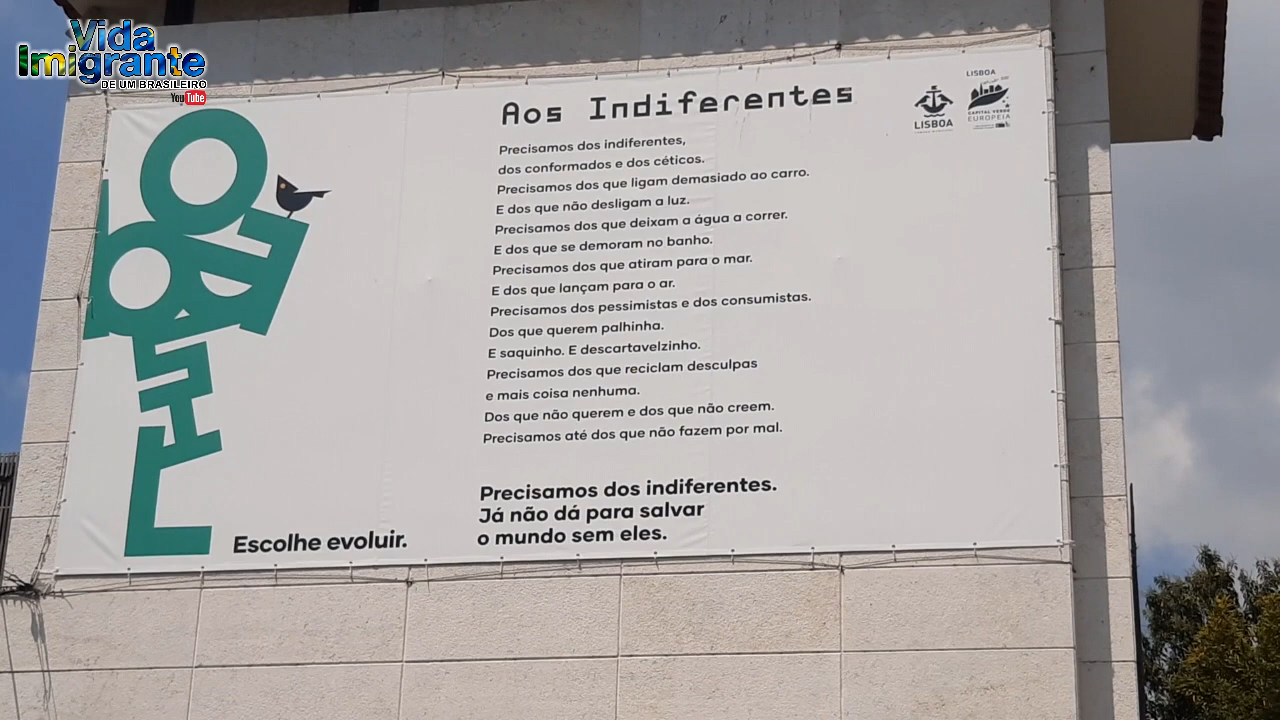 Vida
Imigrante
DE UM BRASILEIRO
YouTube
Aos Indiferentes
LISBOA
LISBOA
CAPITAL VERDE
EUROPEIA
Precisamos dos indiferentes,
dos conformados e dos céticos.
Precisamos dos que ligam demasiado ao carro.
E dos que não desligam a luz.
Precisamos dos que deixam a água a correr.
E dos que se demoram no banho.
Precisamos dos que atiram para o mar.
E dos que lançam para o ar.
Precisamos dos pessimistas e dos consumistas.
Dos que querem palhinha.
E saquinho. E descartavelzinho.
Precisamos dos que reciclam desculpas
e mais coisa nenhuma.
Dos que não querem e dos que não creem.
Precisamos até dos que não fazem por mal.
Precisamos dos indiferentes.
Já não dá para salvar
o mundo sem eles.
Escolhe evoluir.